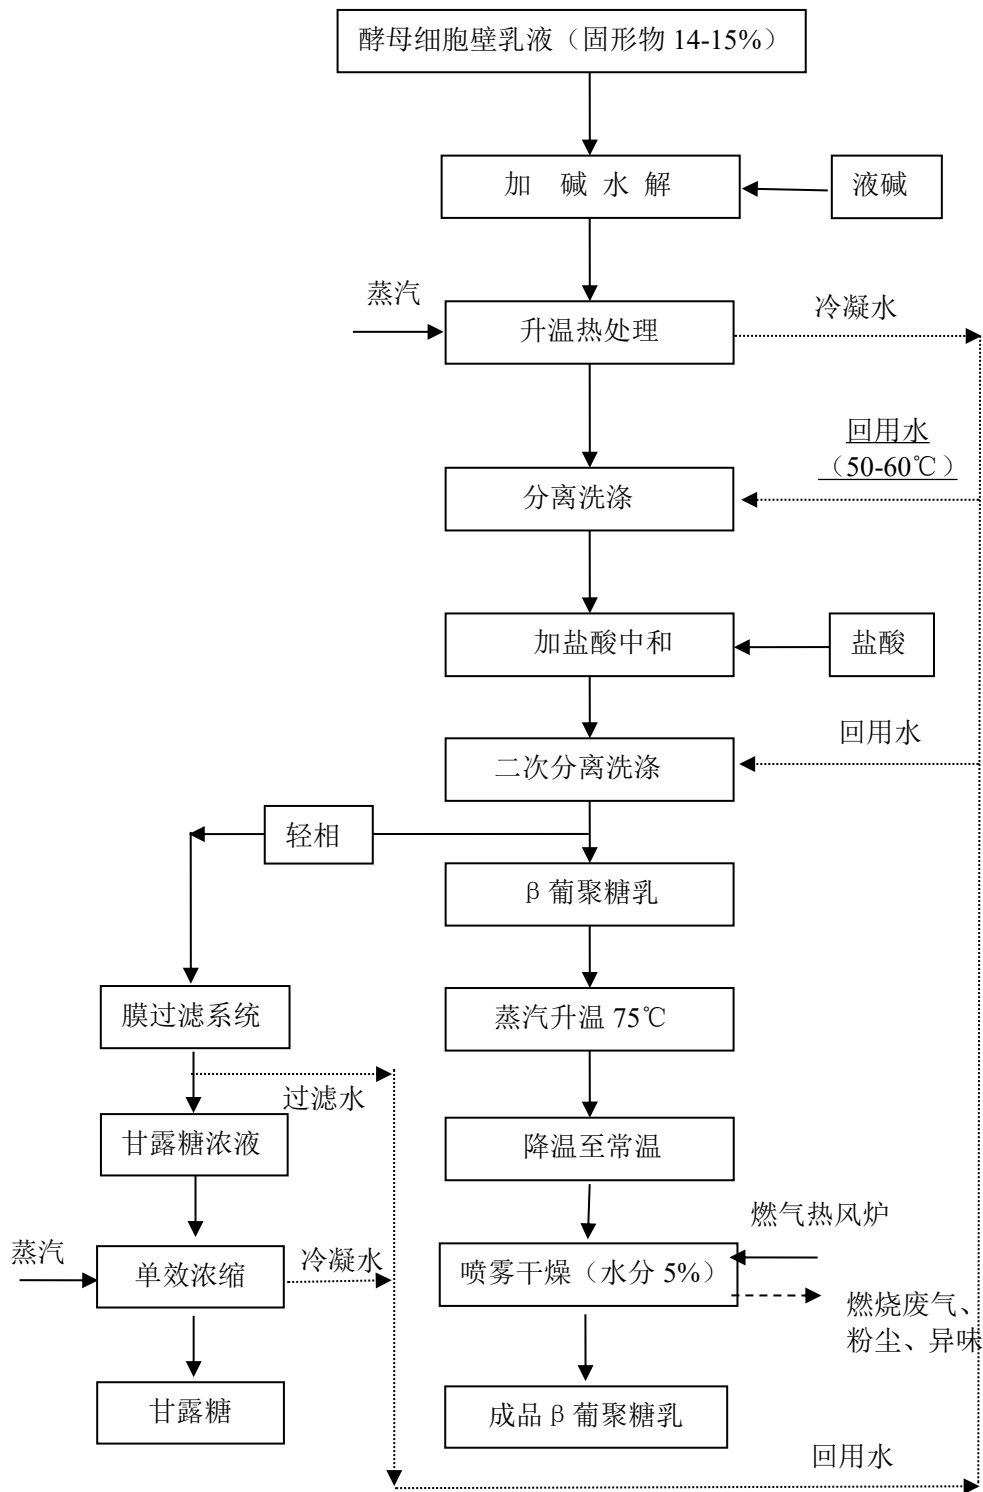 酵母细胞壁乳液（固形物 14-15%）
加 碱 水 解
液碱
蒸汽
升温热处理
冷凝水
回用水
（50-60℃）
分离洗涤
加盐酸中和
盐酸
回用水
二次分离洗涤
轻相
β葡聚糖乳
膜过滤系统
蒸汽升温 75℃
过滤水
甘露糖浓液
降温至常温
燃气热风炉
蒸汽
单效浓缩
冷凝水
喷雾干燥（水分 5%）
燃烧废气、
粉尘、异味
甘露糖
成品β葡聚糖乳
回用水